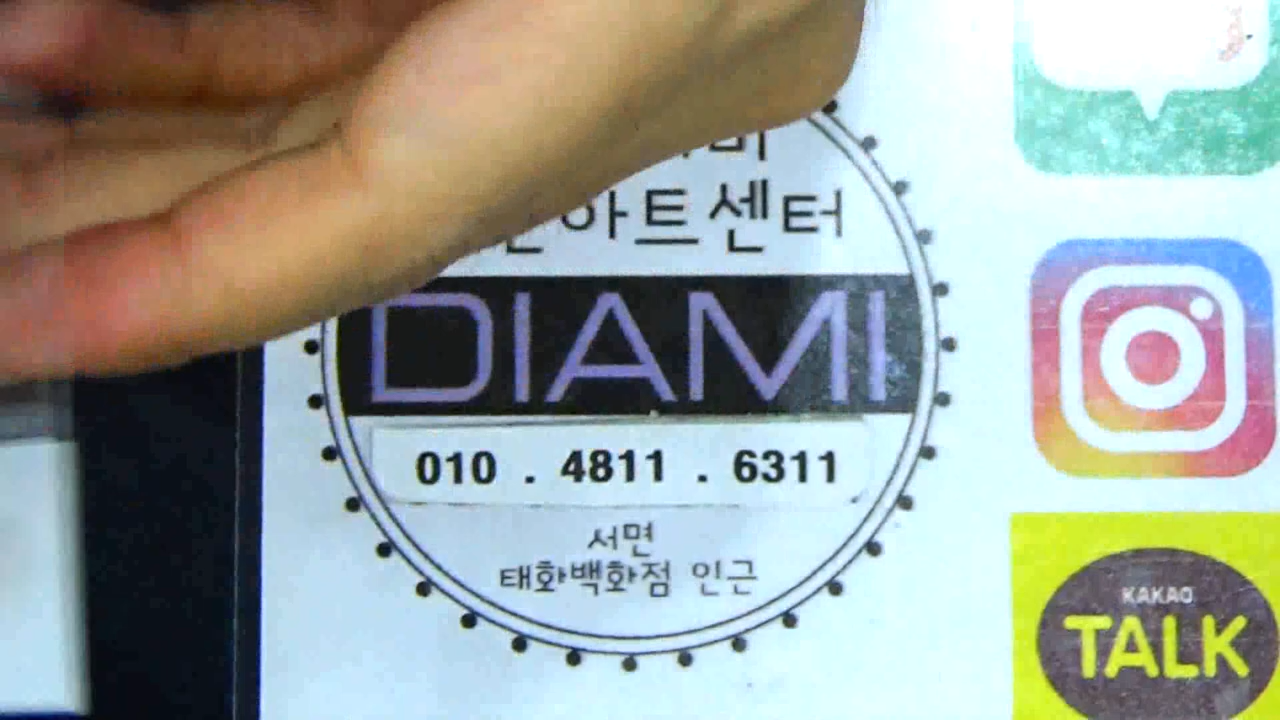 아트센터
DIAMI
010 . 4811 . 6311
서면
태화백화점 인근
KAKAO
TALK